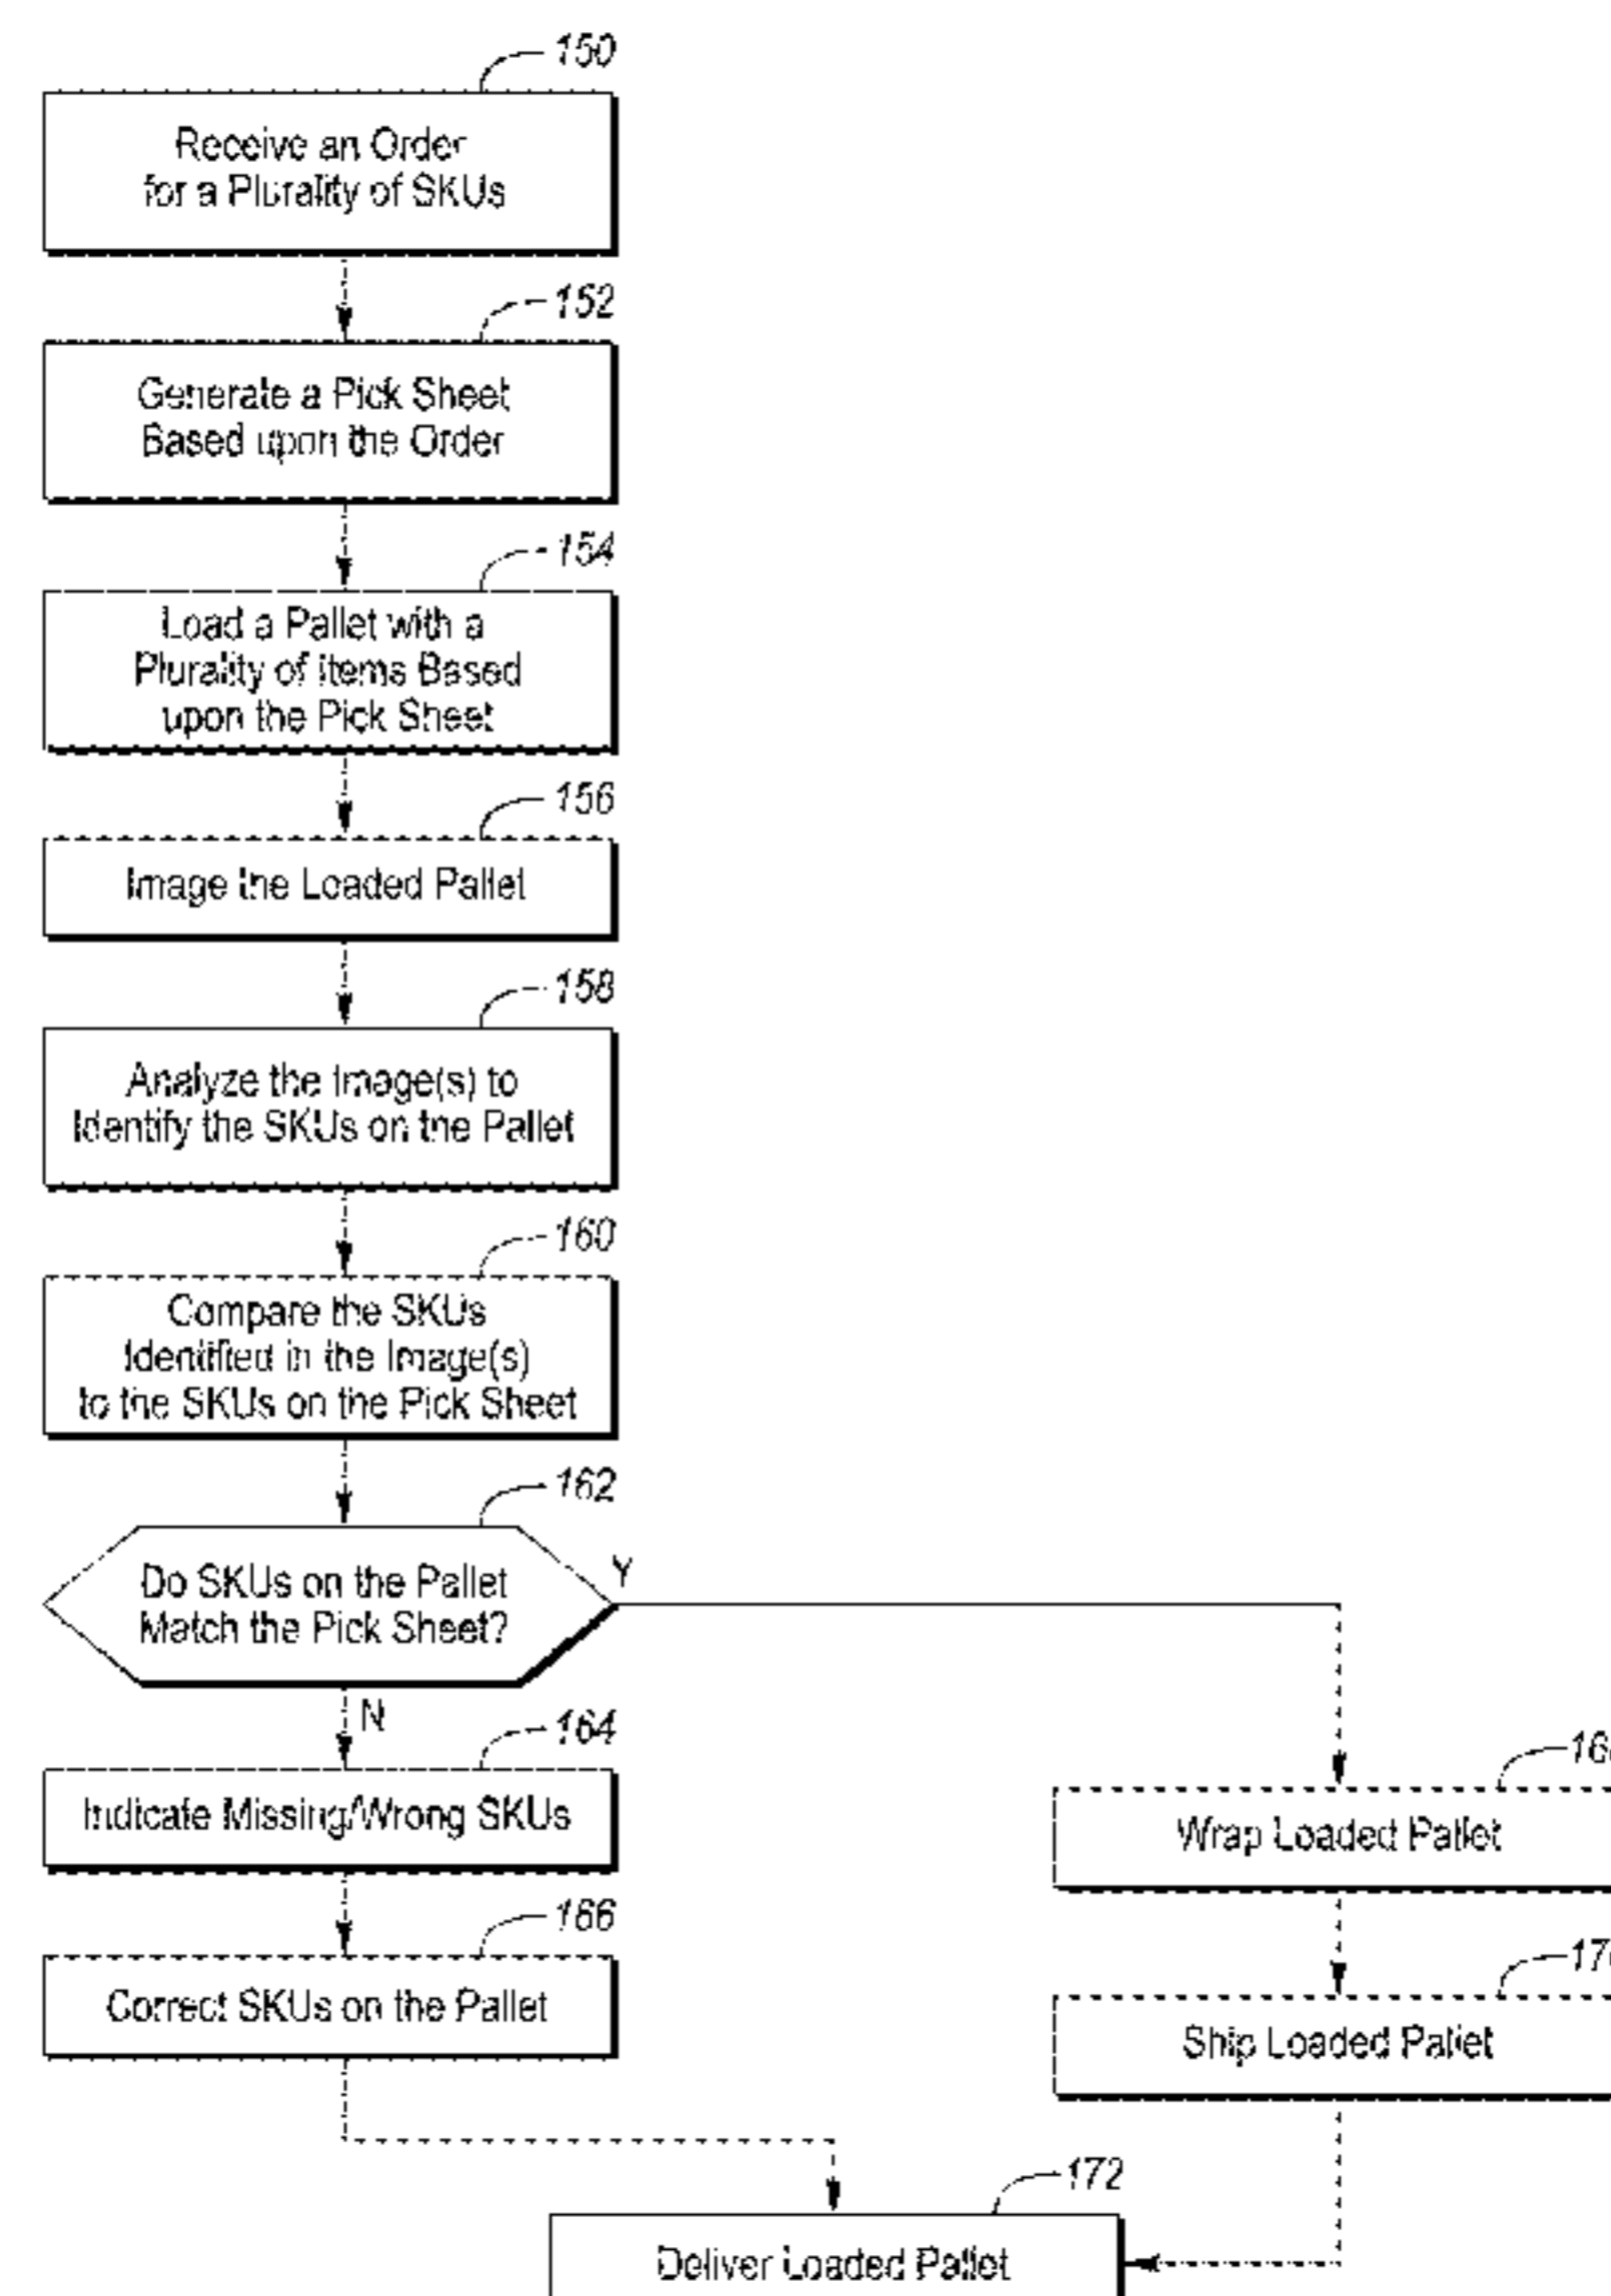 150
Receive an Order
for a Plurality of SKUs
152
Generate a Pick Sheet
Based upon the Order
154
Load a Pallet with a
Plurality of Items Based
upon the Pick Sheet
156
Image the Loaded Pallet
158
Analyze the Image(s) to
Identify the SKUs on the Pallet
160
Compare the SKUs
Identified in the Image(s)
to the SKUs on the Pick Sheet
162
Do SKUs on the Pallet
Match the Pick Sheet?
Y
N
164
Indicate Missing/Wrong SKUs
166
Correct SKUs on the Pallet
Wrap Loaded Pallet
Ship Loaded Pallet
172
Deliver Loaded Pallet